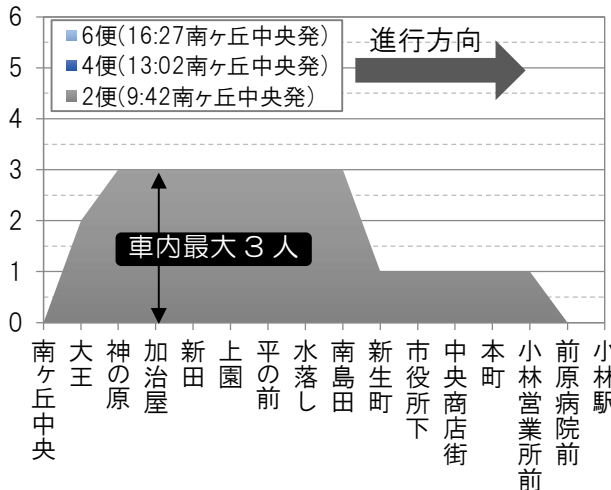 6
5
4
3
2
1
0
6便(16:27南ヶ丘中央発)
4便(13:02南ヶ丘中央発)
2便(9:42南ヶ丘中央発)
進行方向
車内最大3人
南ヶ丘中央
大王
神の原
加治屋
新田
上園
平の前
水落し
南島田
新生町
市役所下
中央商店街
本町
小林営業所前
前原病院前
小林駅